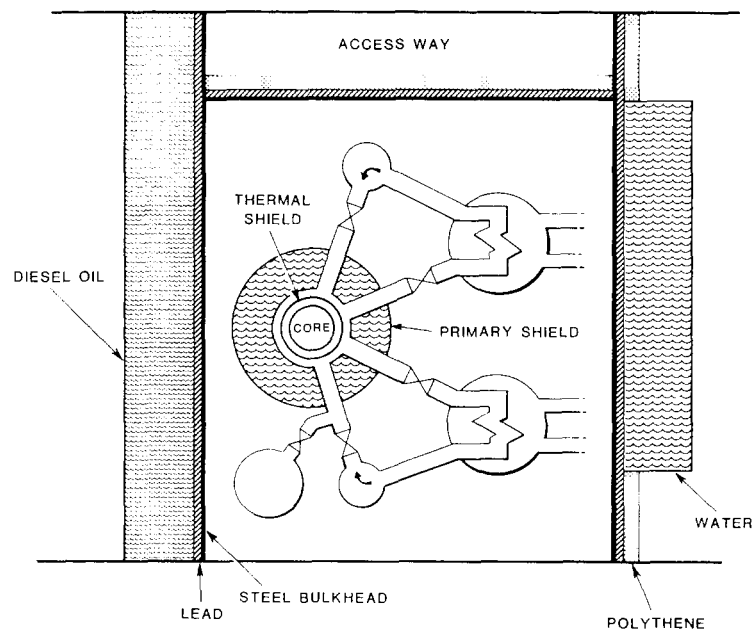 ACCESS WAY
THERMAL
SHIELD
DIESEL OIL
CORE
PRIMARY SHIELD
WATER
STEEL BULKHEAD
LEAD
POLYTHENE